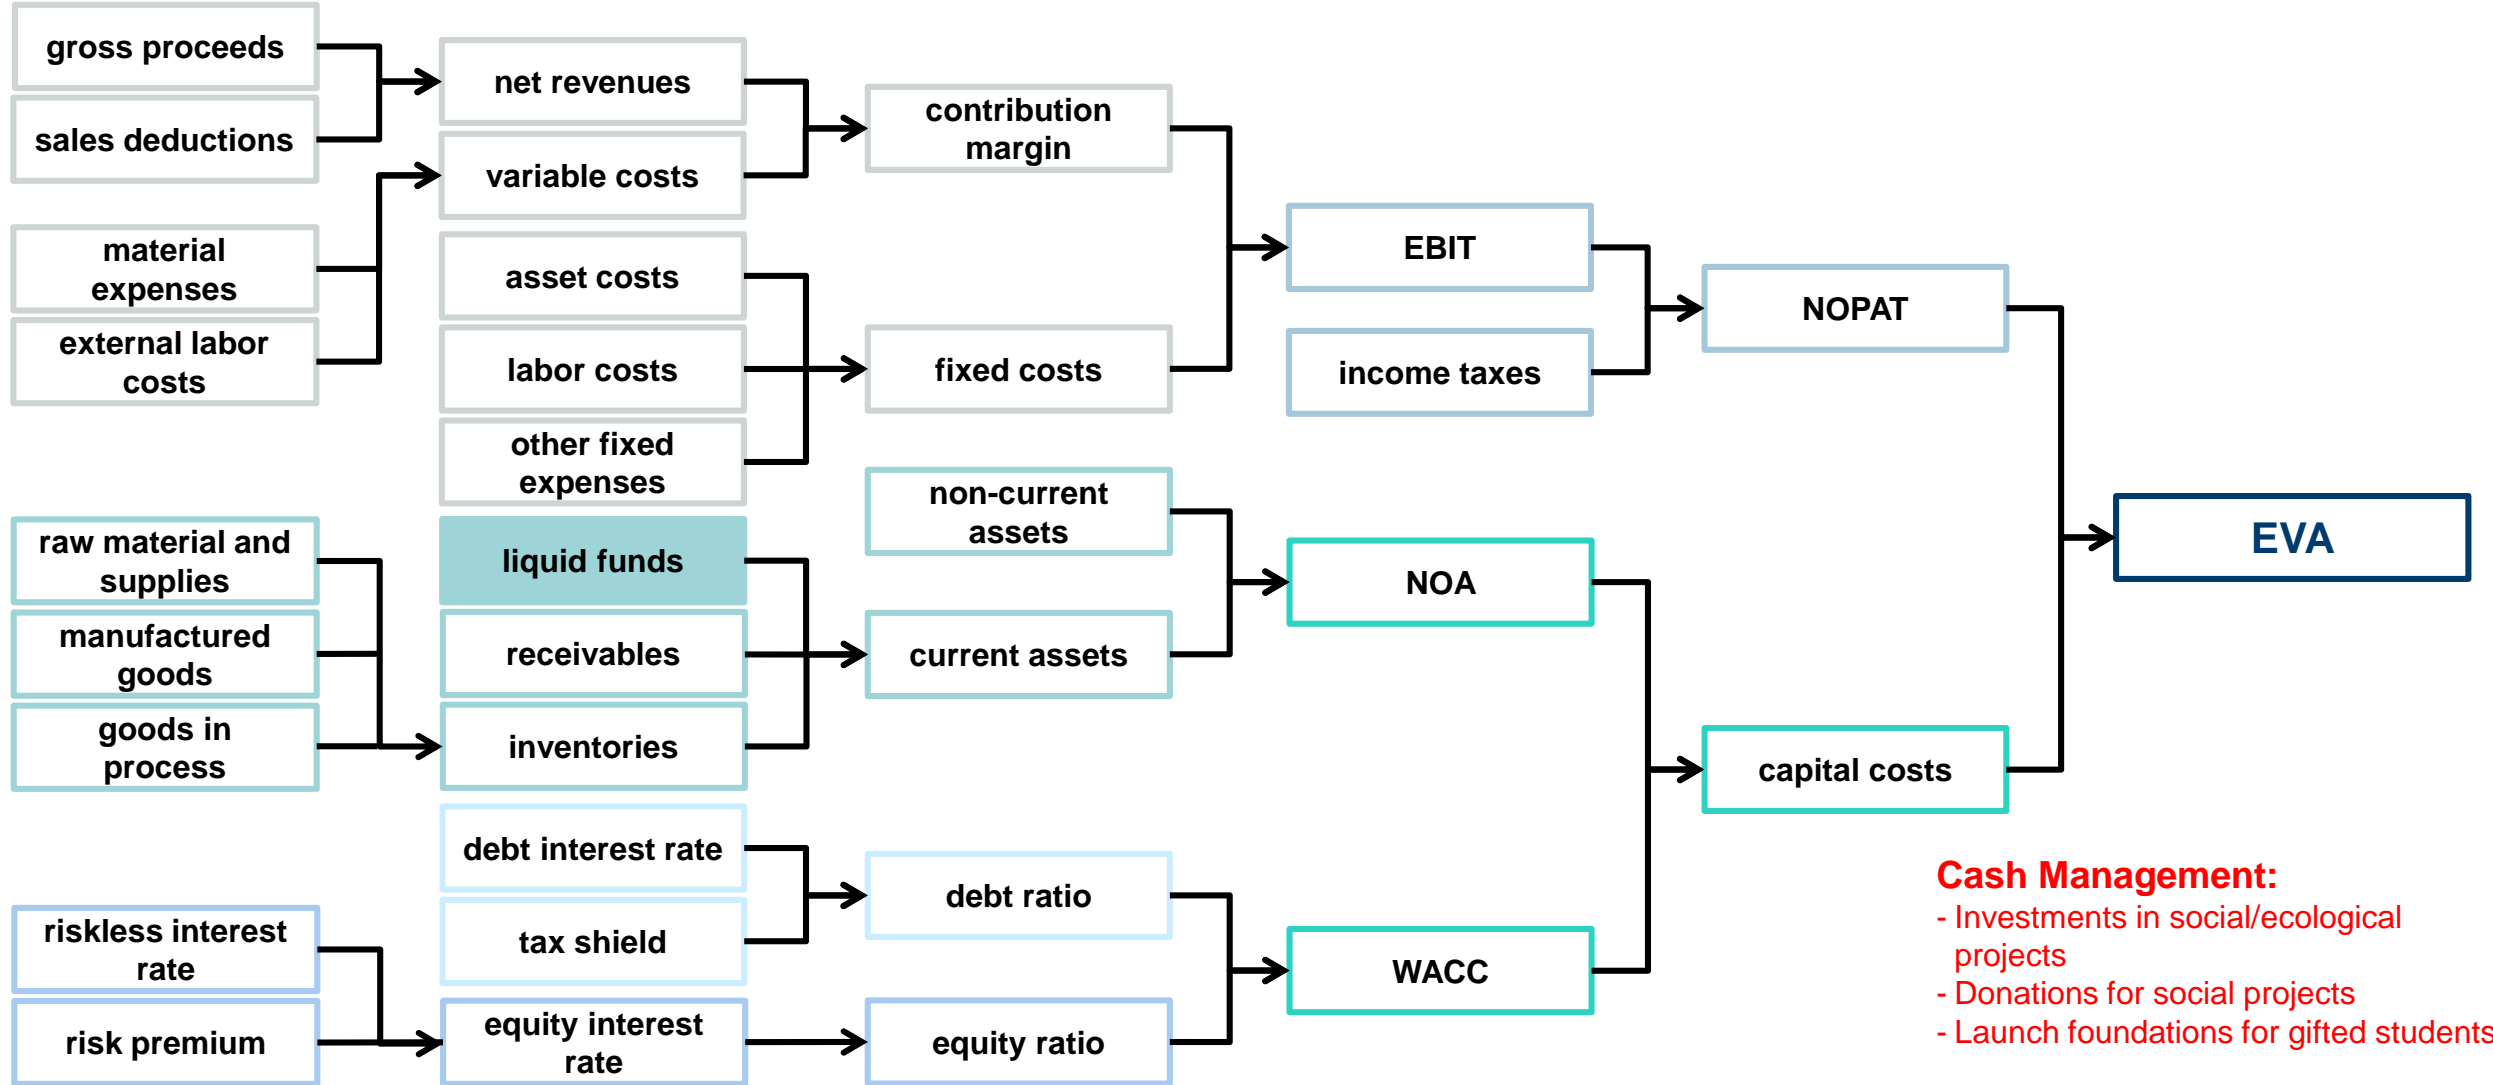 gross proceeds
sales deductions
material
expenses
external labor
costs
raw material and
supplies
manufactured
goods
goods in
process
riskless interest
rate
risk premium
net revenues
variable costs
asset costs
labor costs
other fixed
expenses
liquid funds
receivables
inventories
debt interest rate
tax shield
equity interest
rate
contribution
margin
fixed costs
non-current
assets
current assets
debt ratio
equity ratio
EBIT
income taxes
NOA
WACC
NOPAT
capital costs
EVA
Cash Management:
- Investments in social/ecological
projects
- Donations for social projects
- Launch foundations for gifted students